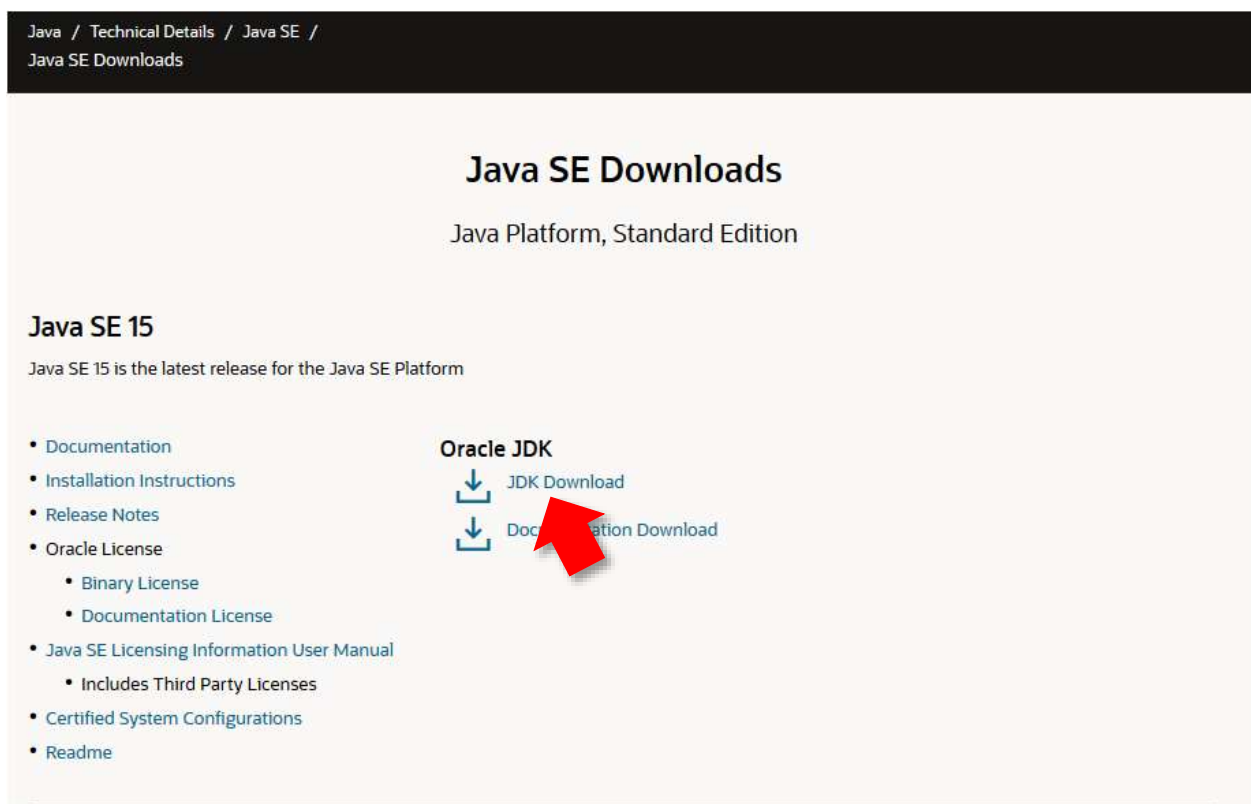 Java / Technical Details / Java SE /
Java SE Downloads
Java SE Downloads
Java Platform, Standard Edition
Java SE 15
Java SE 15 is the latest release for the Java SE Platform
• Documentation
• Installation Instructions
• Release Notes
• Oracle License
• Binary License
• Documentation License
• Java SE Licensing Information User Manual
• Includes Third Party Licenses
• Certified System Configurations
• Readme
Oracle JDK
JDK Download
Download